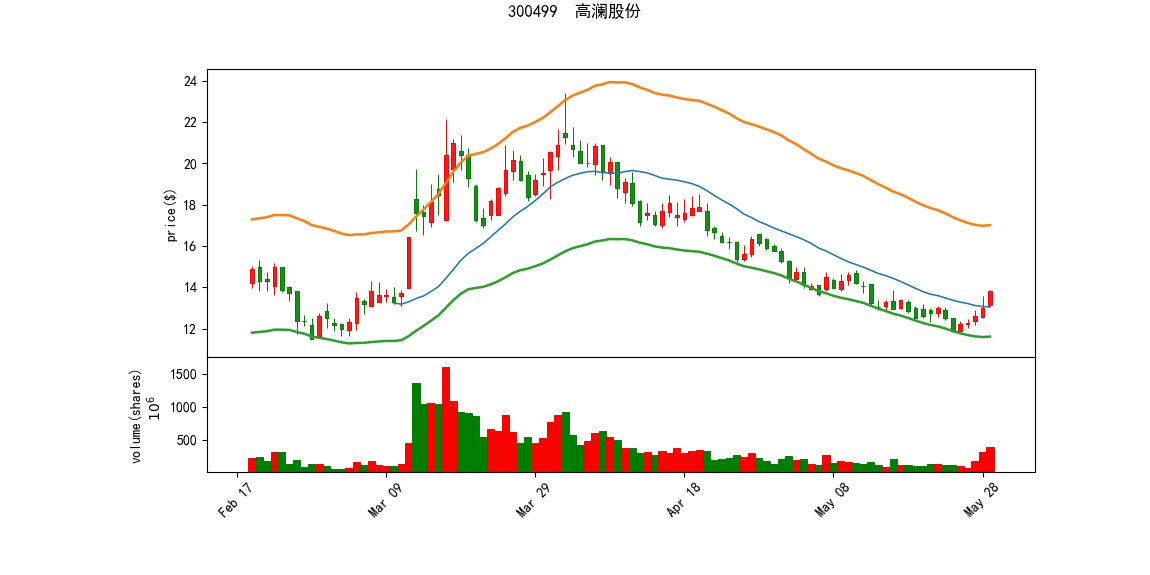 300499 高澜股份
price($)
24
22
20
18
16
14
12
volume(shares)
10^6
1500
1000
500
Feb 17
Mar 09
Mar 29
Apr 18
May 08
May 28